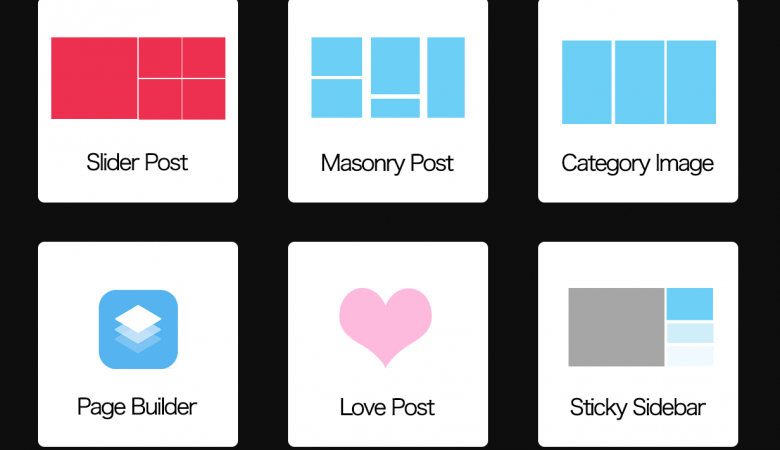 Slider Post
Masonry Post
Category Image
Page Builder
Love Post
Sticky Sidebar